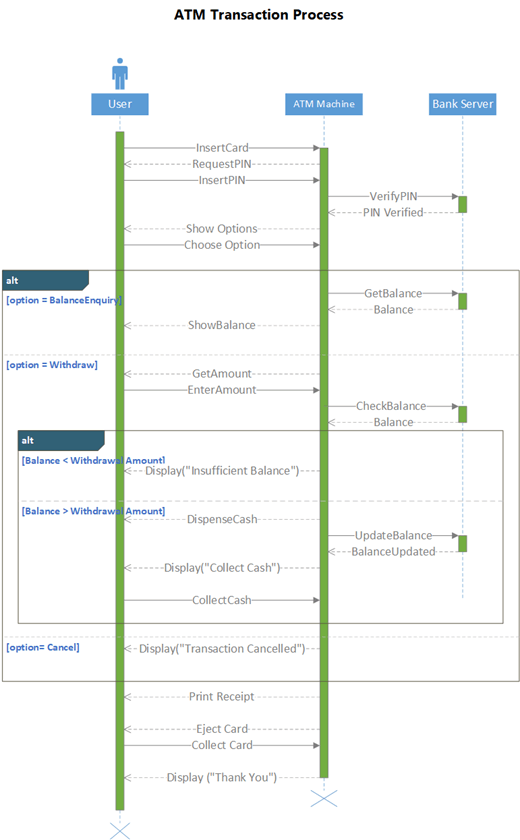 ATM Transaction Process
User
ATM Machine
Bank Server
InsertCard
RequestPIN
InsertPIN
VerifyPIN
PIN Verified
Show Options
Choose Option
alt
[option = BalanceEnquiry]
GetBalance
Balance
ShowBalance
[option = Withdraw]
GetAmount
EnterAmount
CheckBalance
Balance
alt
[Balance < Withdrawal Amount]
Display("Insufficient Balance")
[Balance > Withdrawal Amount]
DispenseCash
UpdateBalance
BalanceUpdated
Display("Collect Cash")
CollectCash
[option= Cancel]
Display("Transaction Cancelled")
Print Receipt
Eject Card
Collect Card
Display ("Thank You")